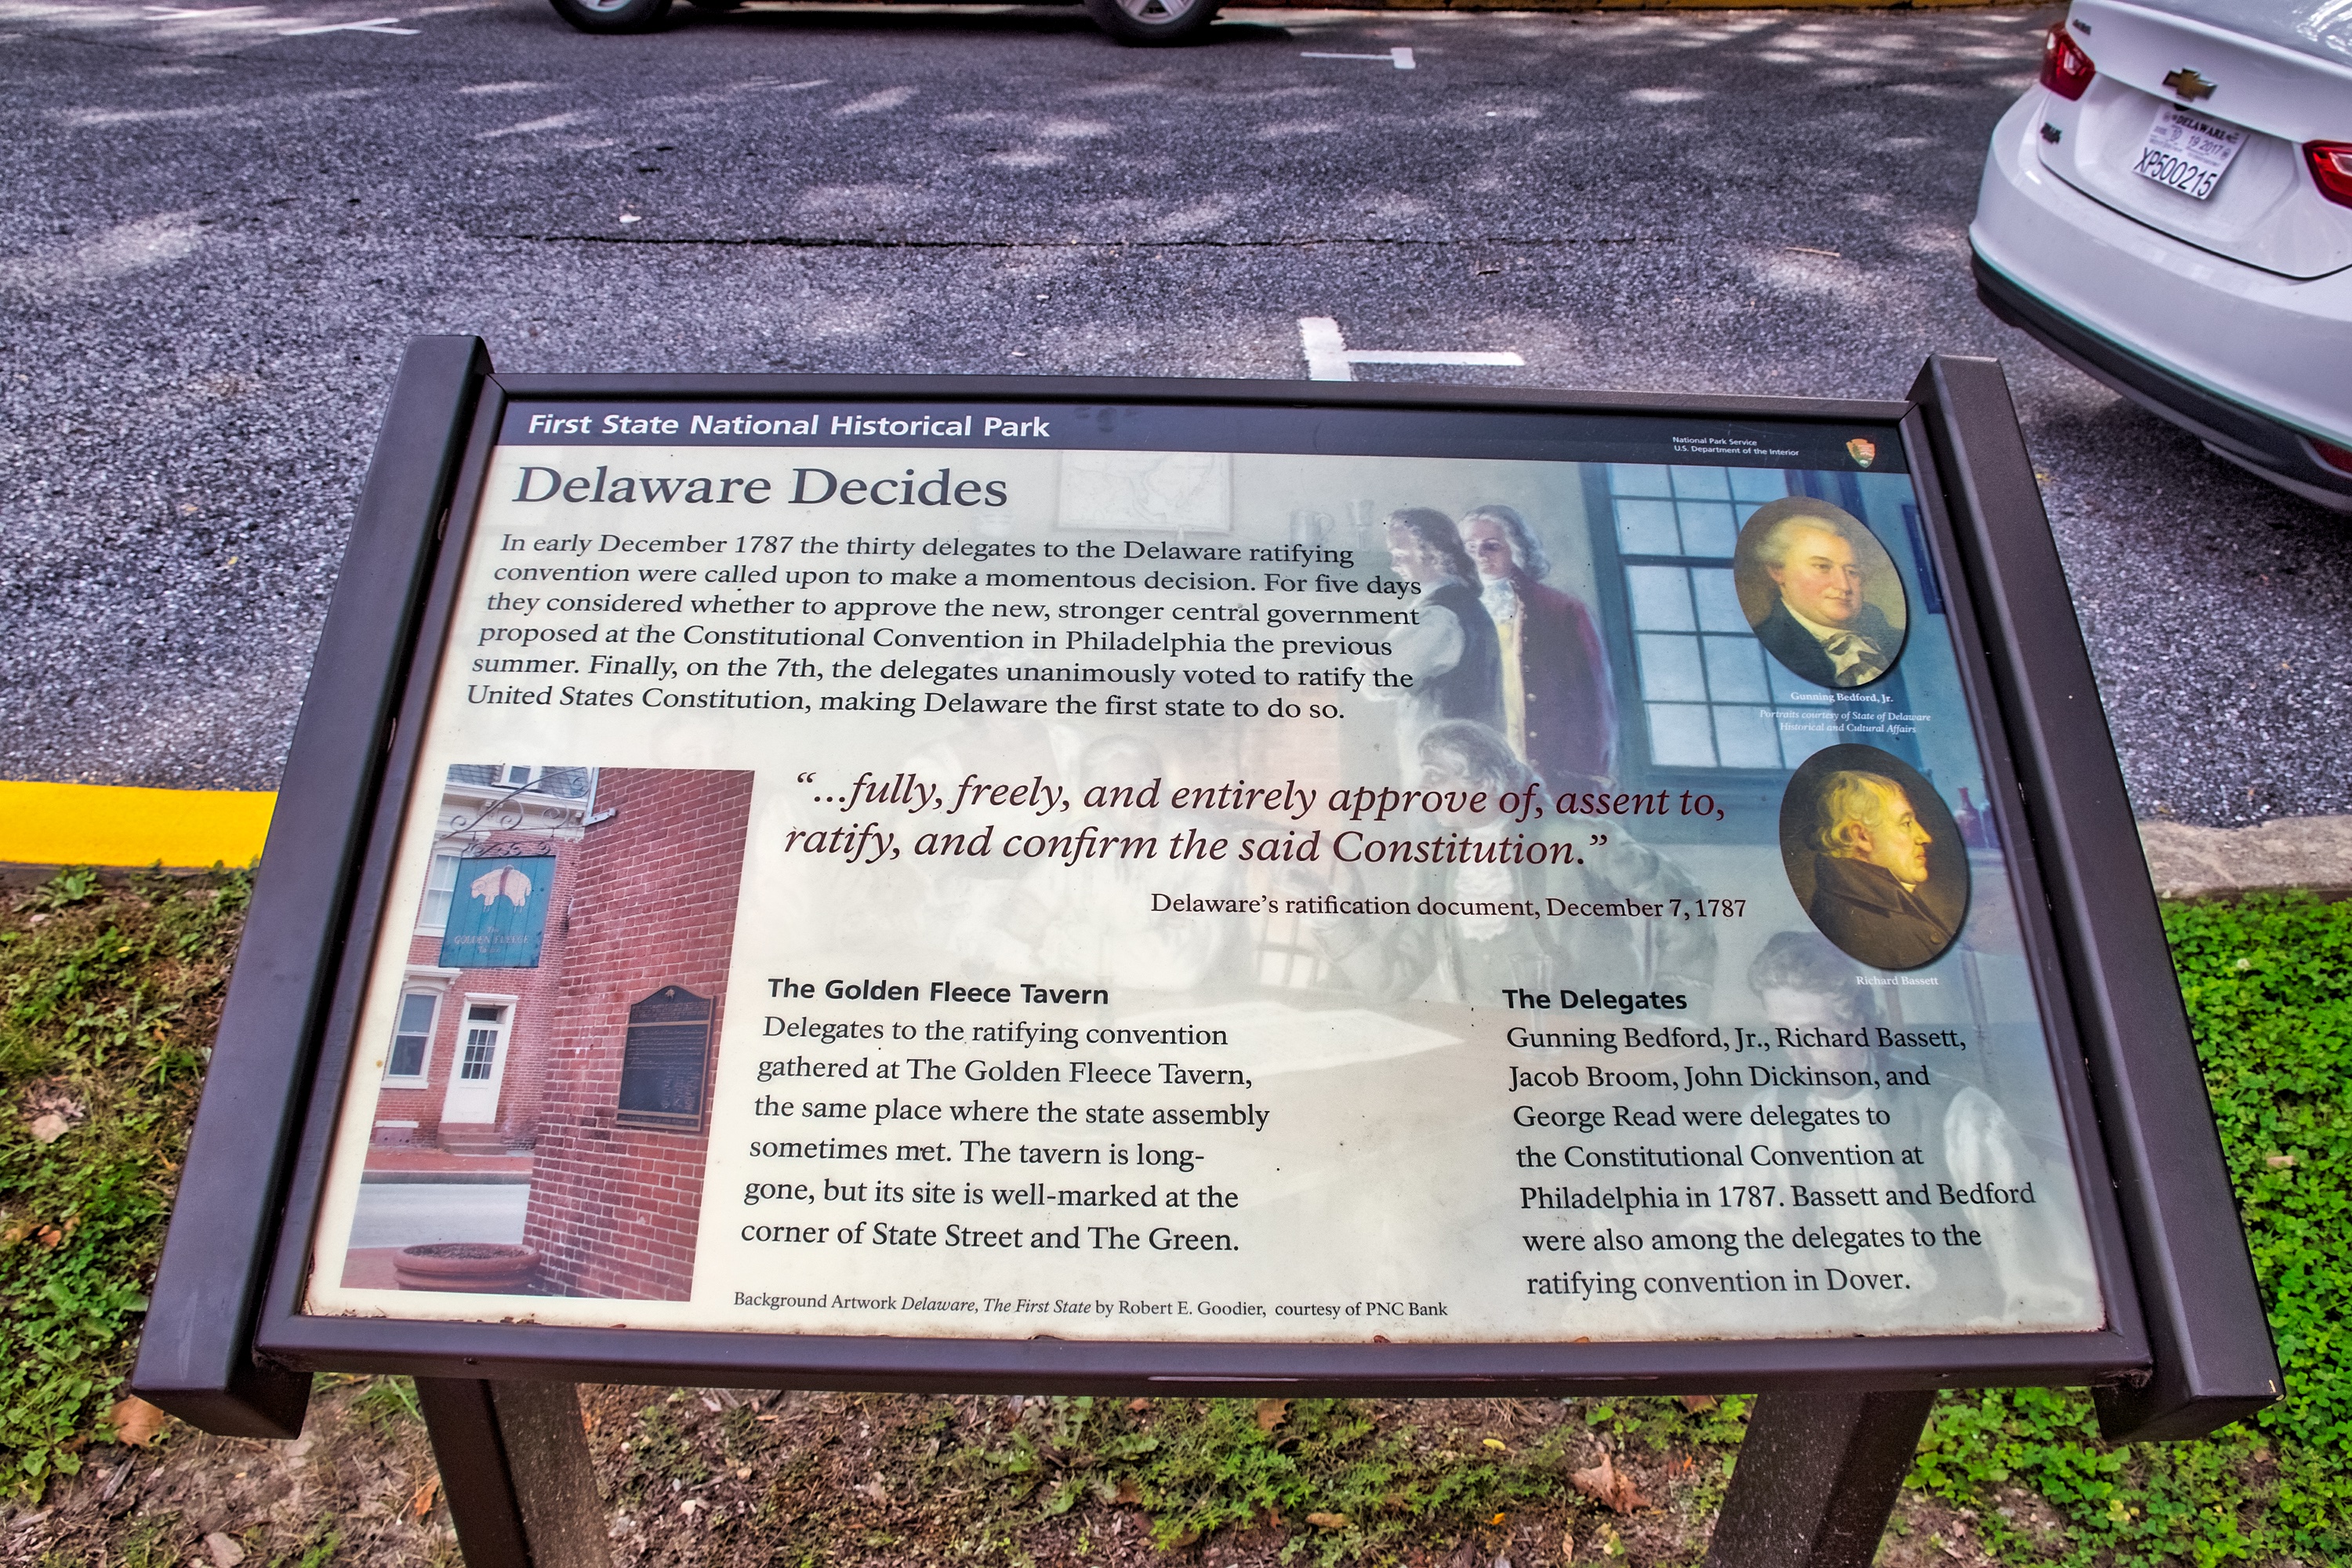 DELAWARE
19 2017
XP500215
First State National Historical Park
National Park Service
U.S. Department of the Interior
Delaware Decides
In early December 1787 the thirty delegates to the Delaware ratifying
convention were called upon to make a momentous decision. For five days
they considered whether to approve the new, stronger central government
proposed at the Constitutional Convention in Philadelphia the previous
summer. Finally, on the 7th, the delegates unanimously voted to ratify the
United States Constitution, making Delaware the first state to do so.
Gunning Bedford, Jr.
Portraits courtesy of State of Delaware
Historical and Cultural Affairs
“...fully, freely, and entirely approve of, assent to,
ratify, and confirm the said Constitution.”
Delaware’s ratification document, December 7, 1787
Richard Bassett
The
GOLDEN FLEECE
The Golden Fleece Tavern
Delegates to the ratifying convention
gathered at The Golden Fleece Tavern,
the same place where the state assembly
sometimes met. The tavern is long-
gone, but its site is well-marked at the
corner of State Street and The Green.
The Delegates
Gunning Bedford, Jr., Richard Bassett,
Jacob Broom, John Dickinson, and
George Read were delegates to
the Constitutional Convention at
Philadelphia in 1787. Bassett and Bedford
were also among the delegates to the
ratifying convention in Dover.
Background Artwork Delaware, The First State by Robert E. Goodier, courtesy of PNC Bank